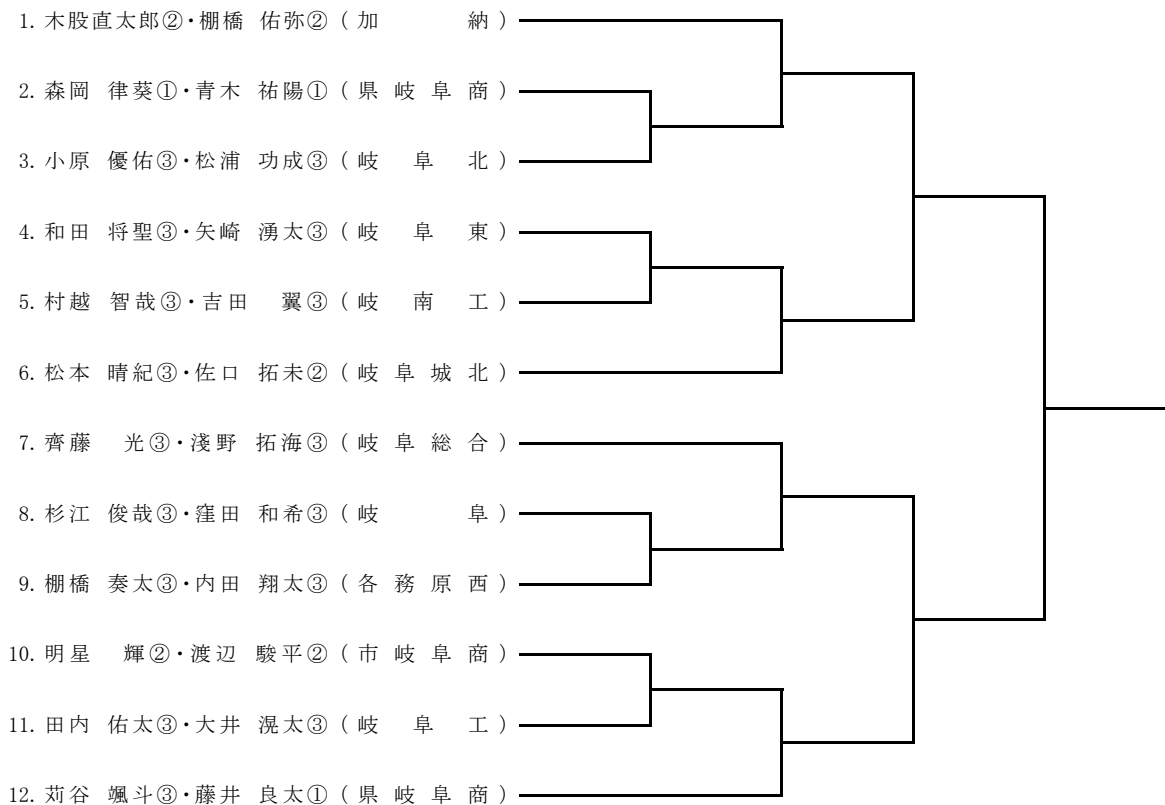 1. 木股直太郎②・棚橋 佑弥② ( 加 納 )
2. 森岡 律葵①・青木 祐陽① ( 県 岐 阜 商 )
3. 小原 優佑③・松浦 功成③ ( 岐 阜 北 )
4. 和田 将聖③・矢崎 湧太③ ( 岐 阜 東 )
5. 村越 智哉③・吉田 翼③ ( 岐 南 工 )
6. 松本 晴紀③・佐口 拓未② ( 岐 阜 城 北 )
7. 齊藤 光③・淺野 拓海③ ( 岐 阜 総 合 )
8. 杉江 俊哉③・窪田 和希③ ( 岐 阜 )
9. 棚橋 奏太③・内田 翔太③ ( 各 務 原 西 )
10. 明星 輝②・渡辺 駿平② ( 市 岐 阜 商 )
11. 田内 佑太③・大井 滉太③ ( 岐 阜 工 )
12. 苅谷 颯斗③・藤井 良太① ( 県 岐 阜 商 )